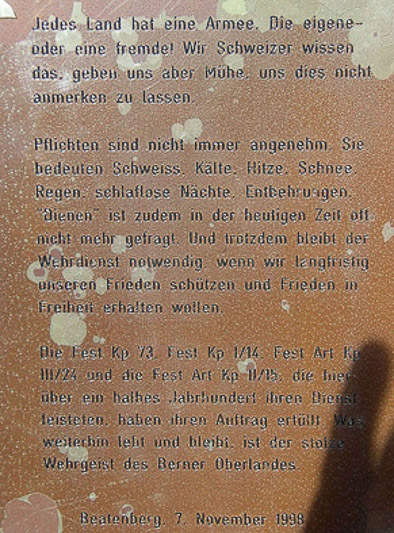 Jedes Land hat eine Armee. Die eigene-
oder eine fremde! Wir Schweizer wissen
das, geben uns aber Mühe, uns dies nicht
anmerken zu lassen.
Pflichten sind nicht immer angenehm. Sie
bedeuten Schweiss, Kälte, Hitze, Schnee,
Regen, schlaflose Nächte, Entbehrungen.
"Dienen" ist zudem in der heutigen Zeit oft
nicht mehr gefragt. Und trotzdem bleibt der
Wehrdienst notwendig, wenn wir langfristig
unseren Frieden schützen und Frieden in
Freiheit erhalten wollen.
Die Fest Kp 73, Fest Kp I/14, Fest Art Kp
III/24 und die Fest Art Kp II/15, die hier
über ein halbes Jahrhundert ihren Dienst
leisteten, haben ihren Auftrag erfüllt. Was
weiterhin lebt und bleibt, ist der stolze
Wehrgeist des Berner Oberlandes.
Beatenberg, 7. November 1998